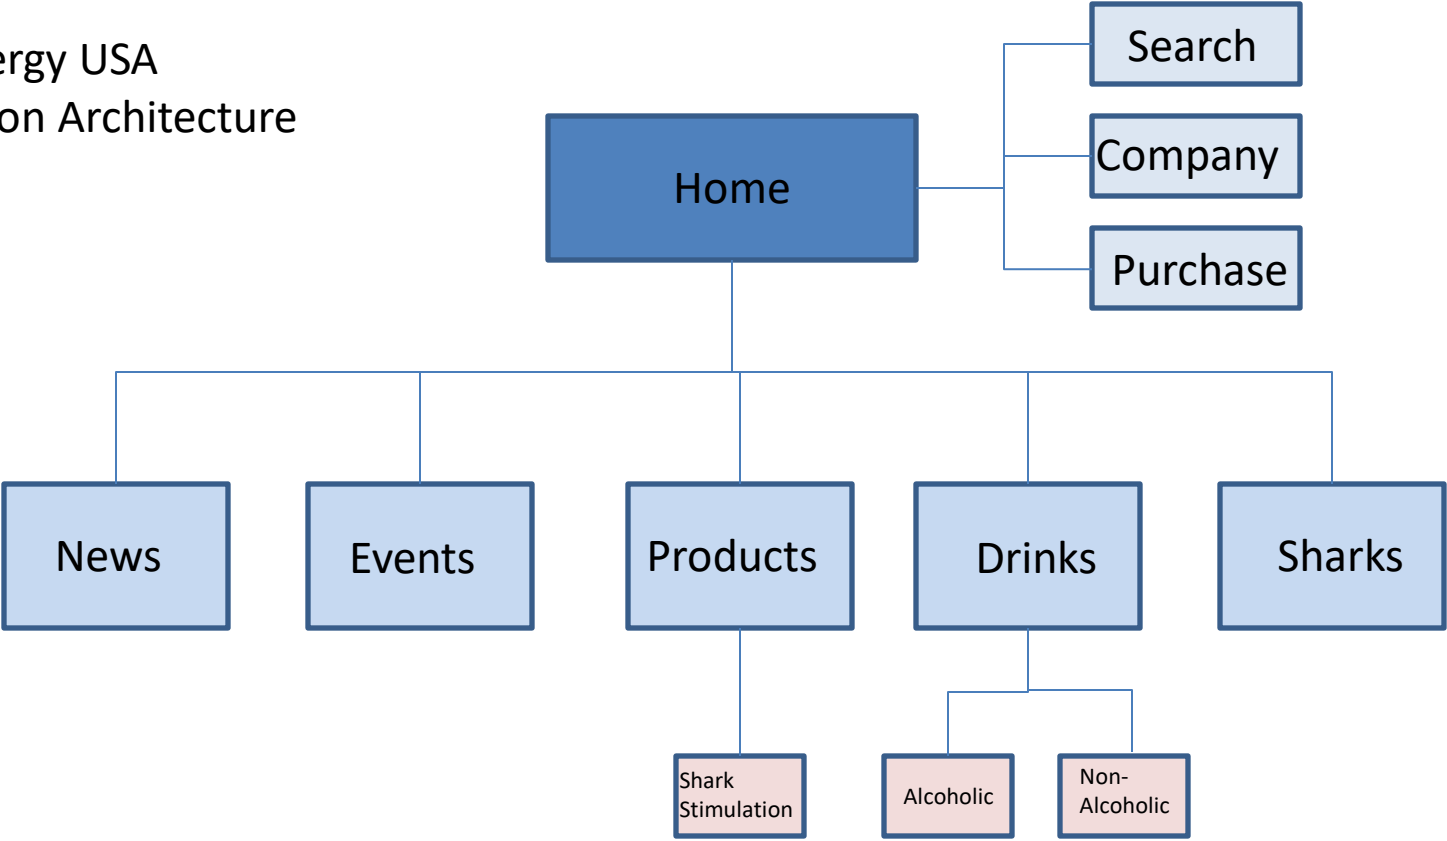 ergy USA
on Architecture
Search
Company
Purchase
Home
News
Events
Products
Drinks
Sharks
Shark
Stimulation
Alcoholic
Non-
Alcoholic